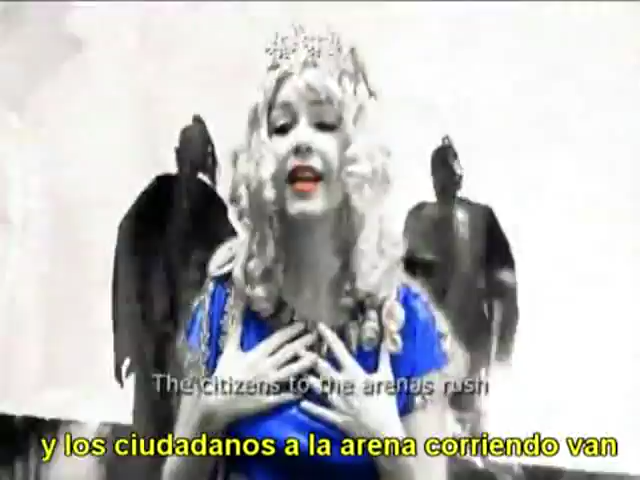 The citizens to the arenas rush
y los ciudadanos a la arena corriendo van